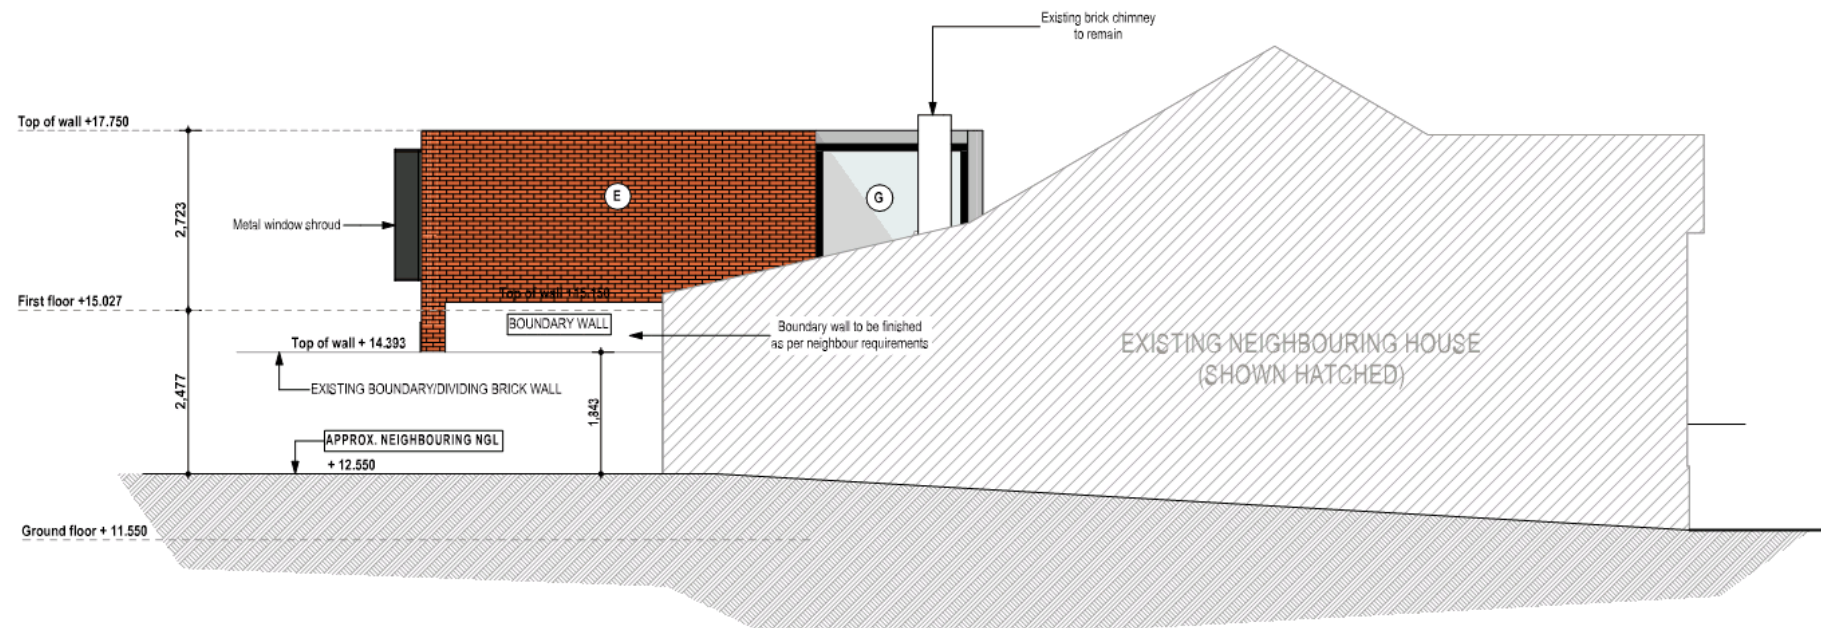 Existing brick chimney
to remain
Top of wall +17.750
E
G
2,723
Metal window shroud
Top of wall +15.150
First floor +15.027
BOUNDARY WALL
Boundary wall to be finished
as per neighbour requirements
Top of wall + 14.393
EXISTING NEIGHBOURING HOUSE
(SHOWN HATCHED)
EXISTING BOUNDARY/DIVIDING BRICK WALL
2,477
1,843
APPROX. NEIGHBOURING NGL
+ 12.550
Ground floor + 11.550